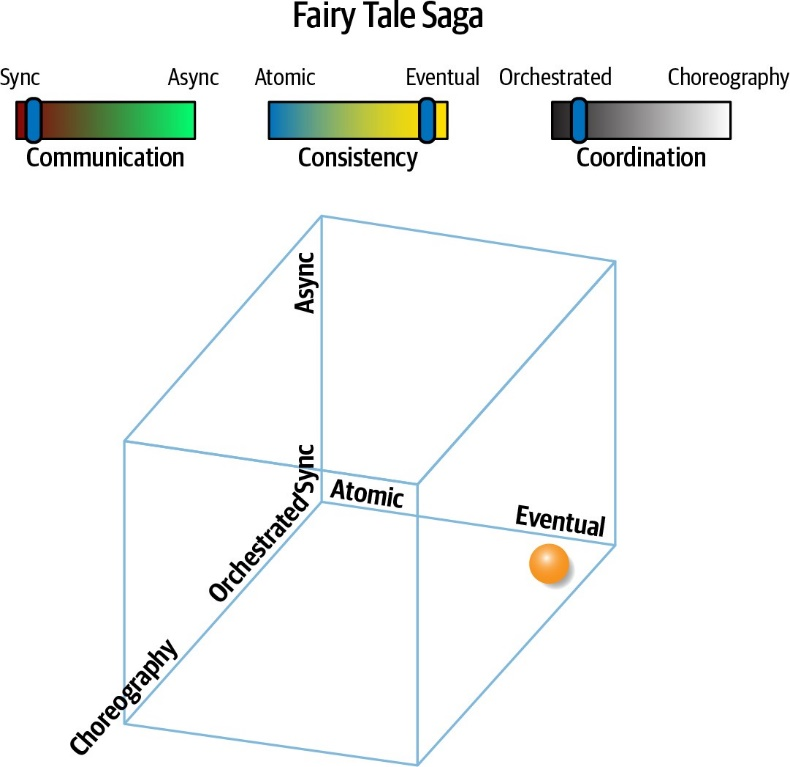 Fairy Tale Saga
Sync Async Atomic Eventual Orchestrated Choreography
Communication Consistency Coordination
Async
Sync
Atomic
Eventual
Orchestrated
Choreography